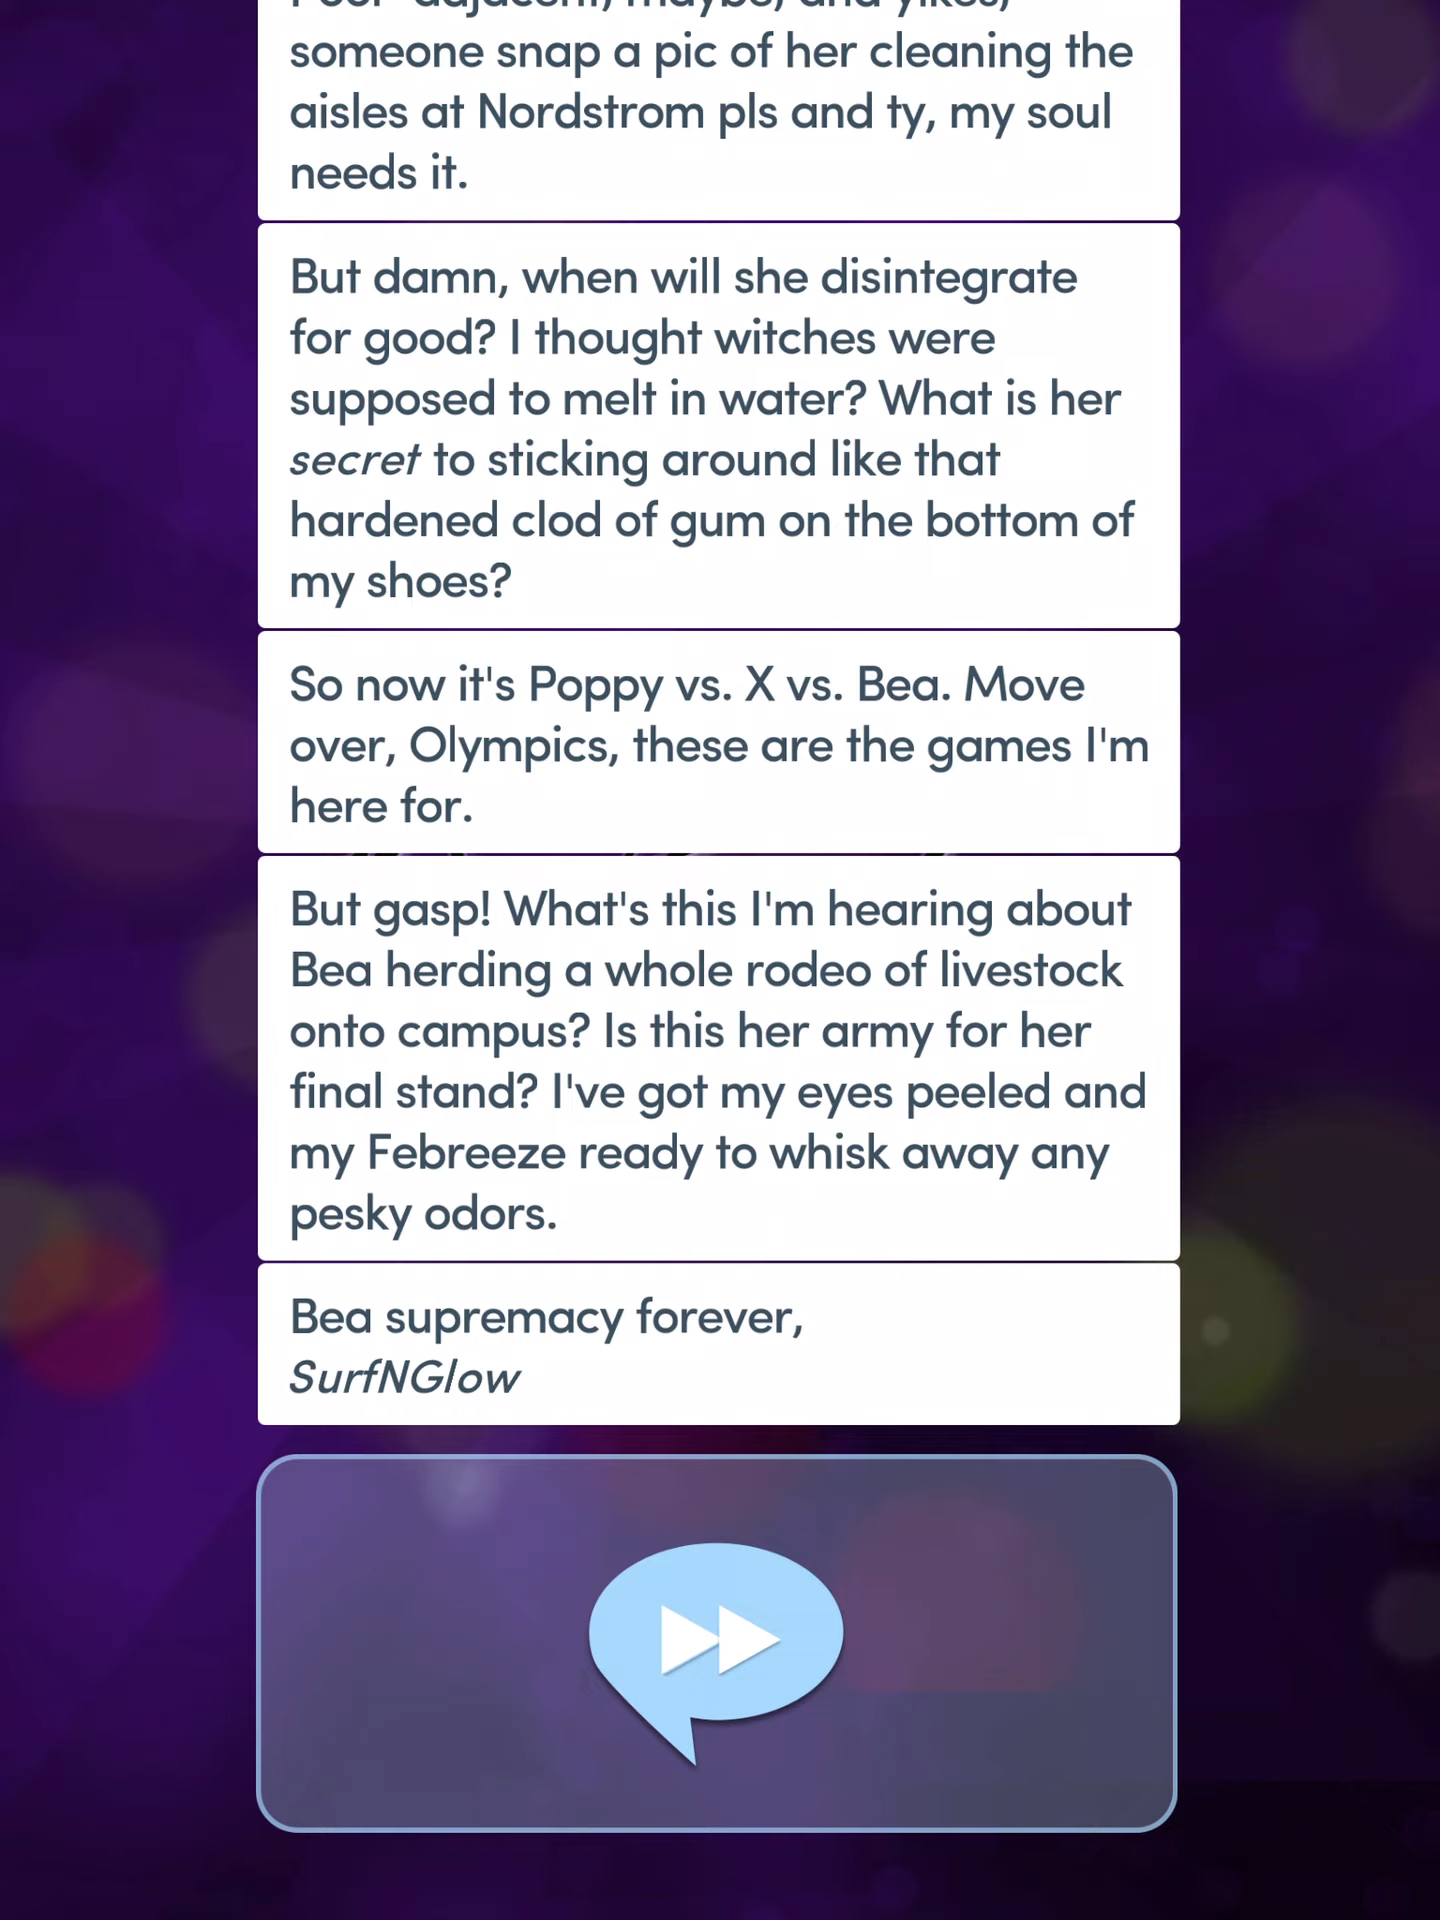 adjacent, maybe, and yikes,
someone snap a pic of her cleaning the
aisles at Nordstrom pls and ty, my soul
needs it.
But damn, when will she disintegrate
for good? I thought witches were
supposed to melt in water? What is her
secret to sticking around like that
hardened clod of gum on the bottom of
my shoes?
So now it's Poppy vs. X vs. Bea. Move
over, Olympics, these are the games I'm
here for.
But gasp! What's this I'm hearing about
Bea herding a whole rodeo of livestock
onto campus? Is this her army for her
final stand? I've got my eyes peeled and
my Febreeze ready to whisk away any
pesky odors.
Bea supremacy forever,
SurfNGlow